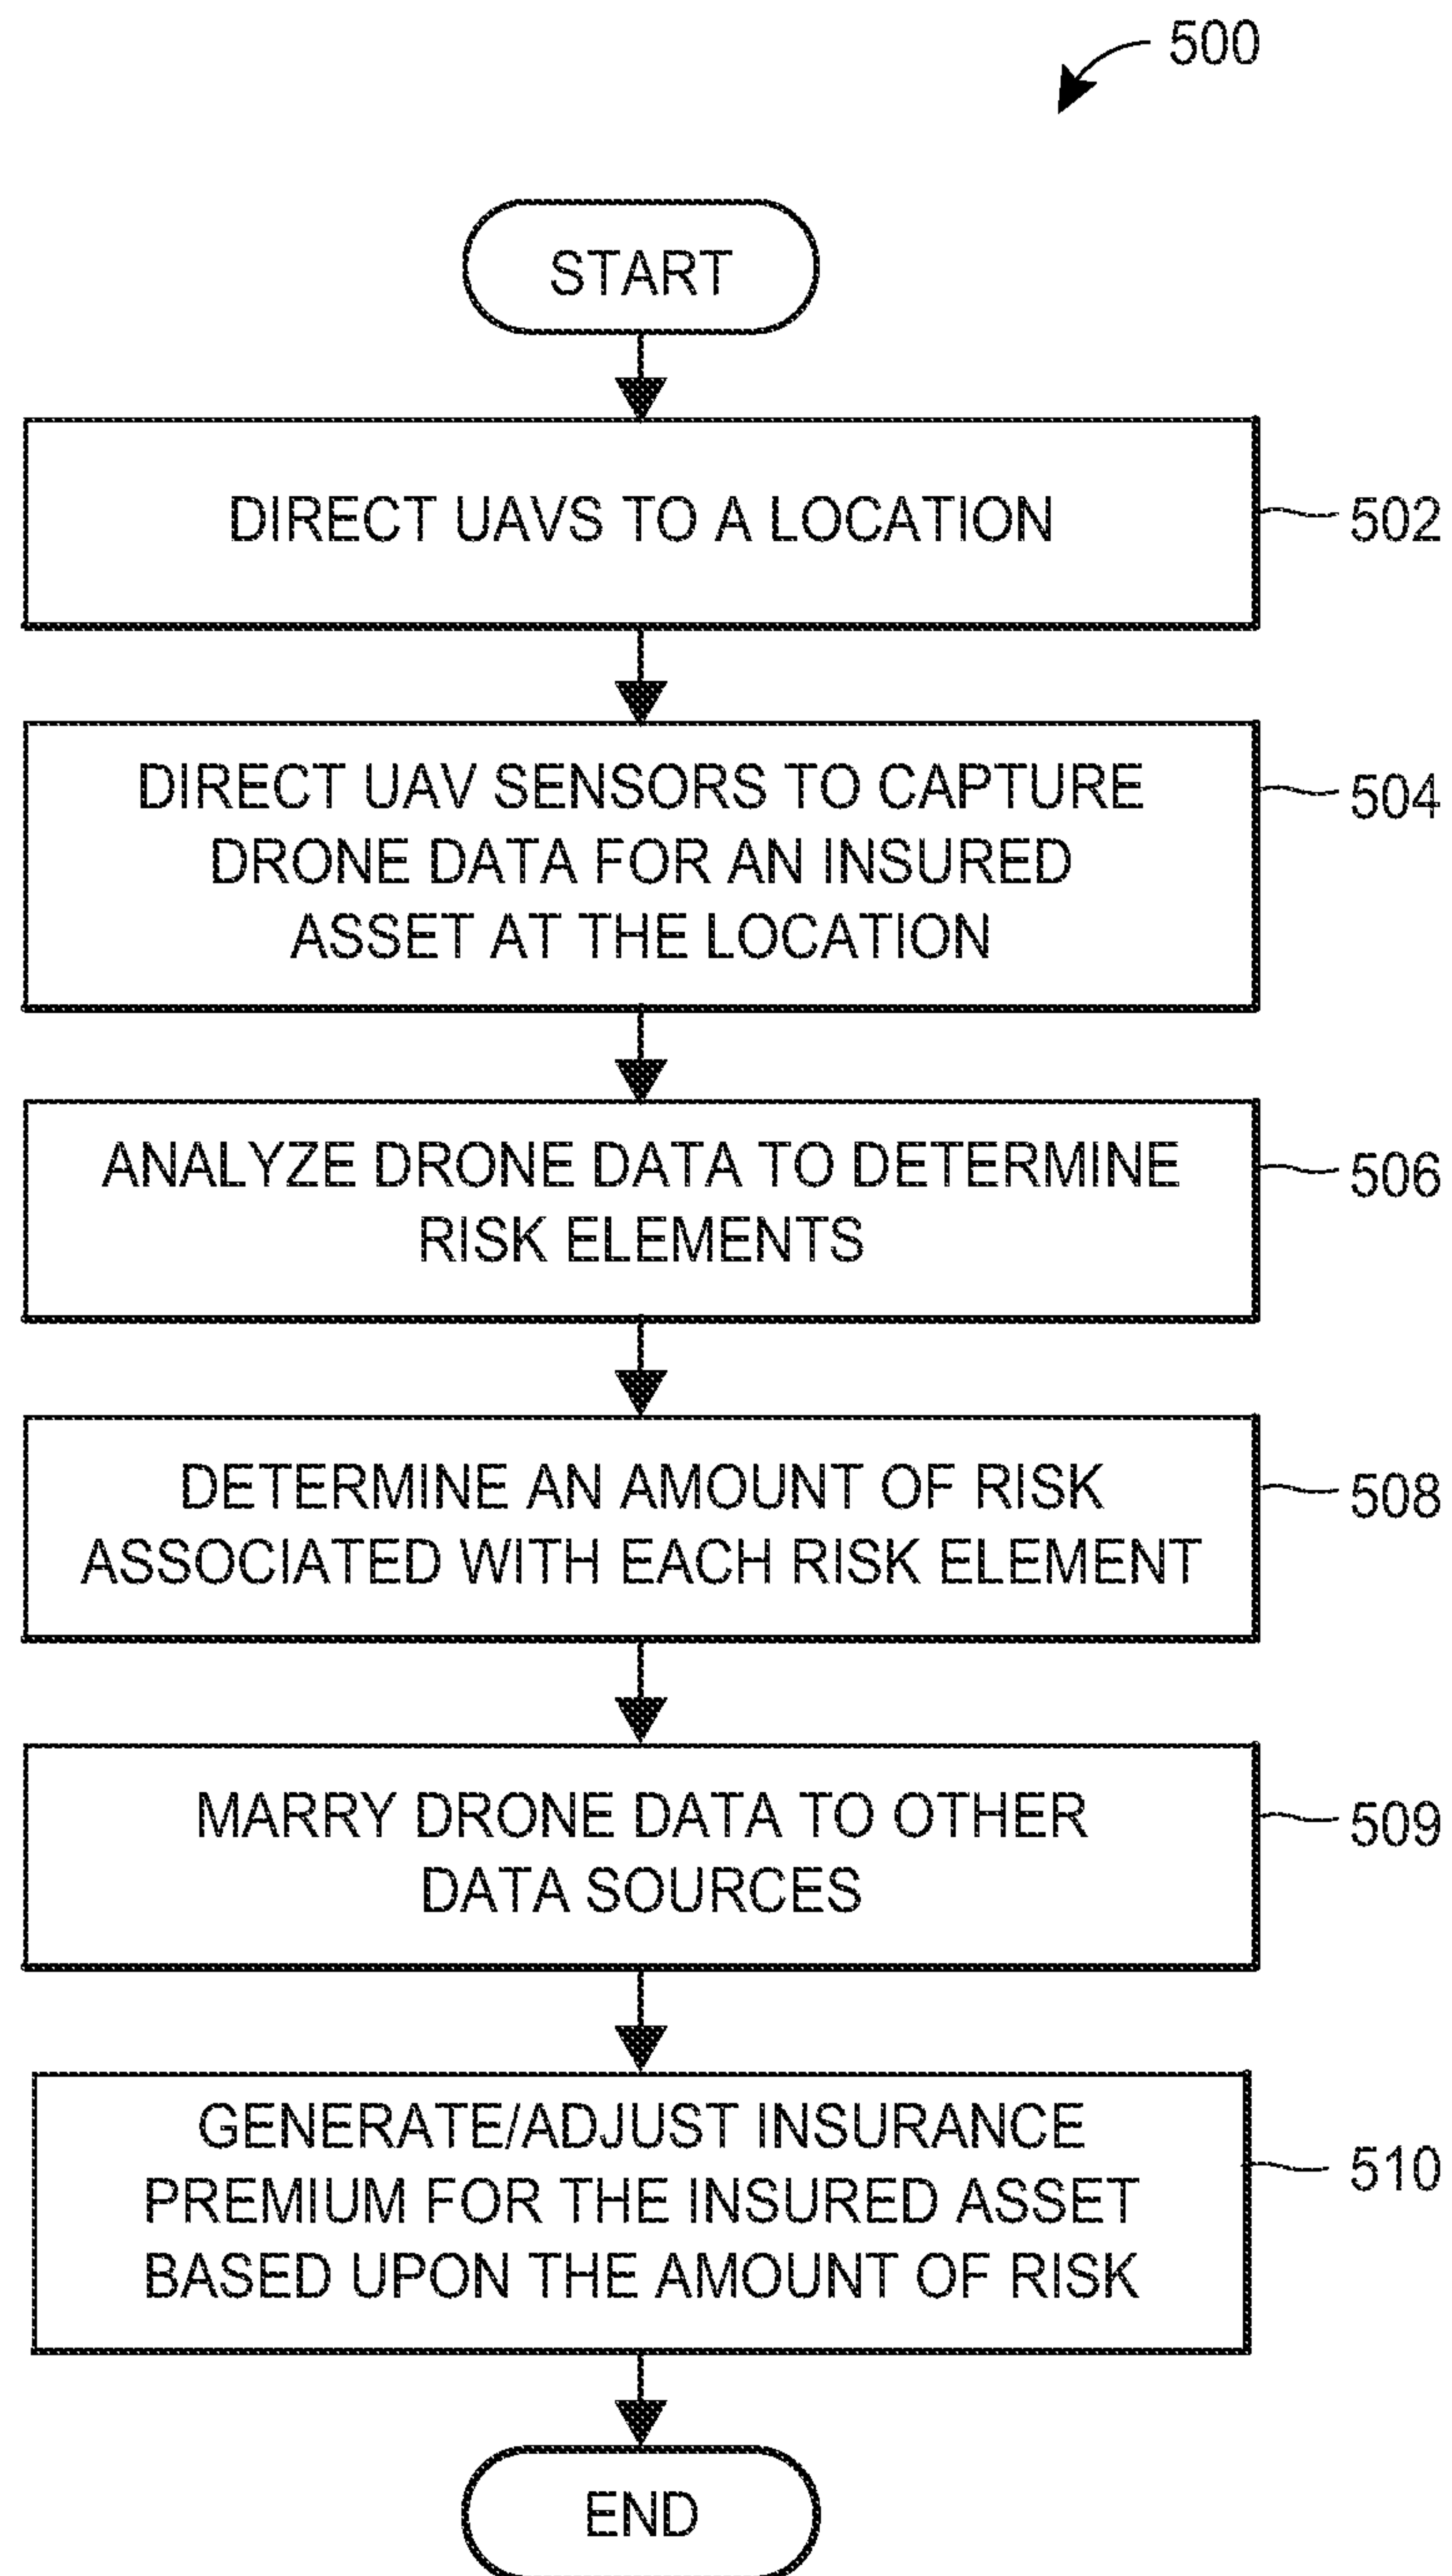 500
START
DIRECT UAVS TO A LOCATION
502
DIRECT UAV SENSORS TO CAPTURE
DRONE DATA FOR AN INSURED
ASSET AT THE LOCATION
504
ANALYZE DRONE DATA TO DETERMINE
RISK ELEMENTS
506
DETERMINE AN AMOUNT OF RISK
ASSOCIATED WITH EACH RISK ELEMENT
508
MARRY DRONE DATA TO OTHER
DATA SOURCES
509
GENERATE/ADJUST INSURANCE
PREMIUM FOR THE INSURED ASSET
BASED UPON THE AMOUNT OF RISK
510
END